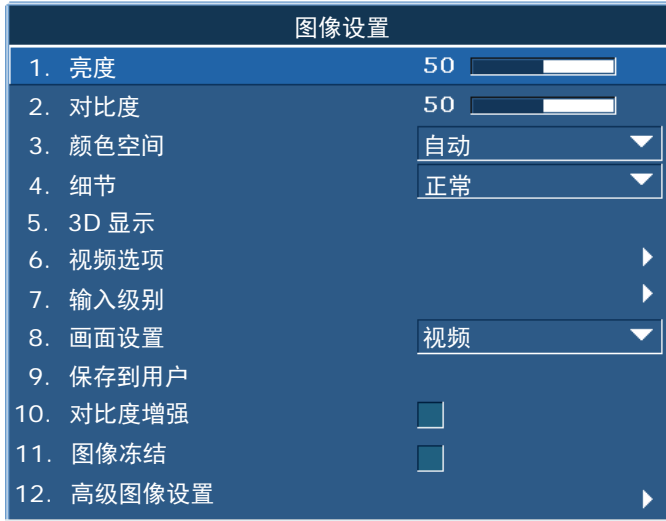 图像设置
1. 亮度 50
2. 对比度 50
3. 颜色空间 自动
4. 细节 正常
5. 3D 显示
6. 视频选项
7. 输入级别
8. 画面设置 视频
9. 保存到用户
10. 对比度增强
11. 图像冻结
12. 高级图像设置